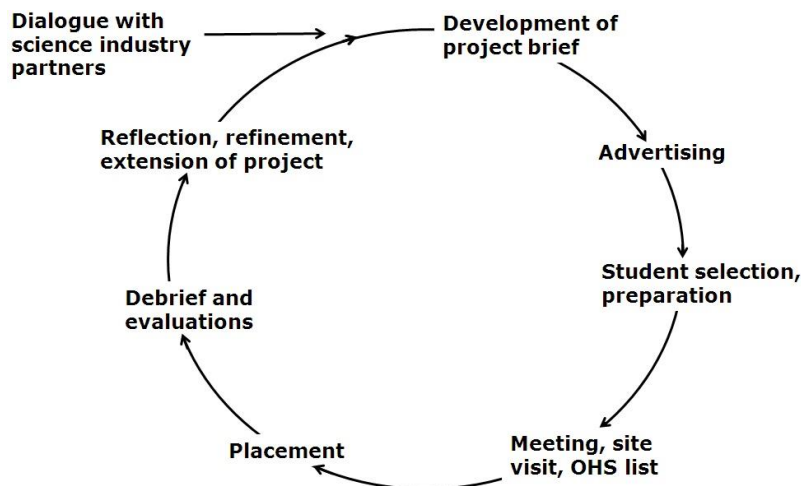 Dialogue with
science industry
partners
Development of
project brief
Advertising
Student selection,
preparation
Meeting, site
visit, OHS list
Placement
Debrief and
evaluations
Reflection, refinement,
extension of project